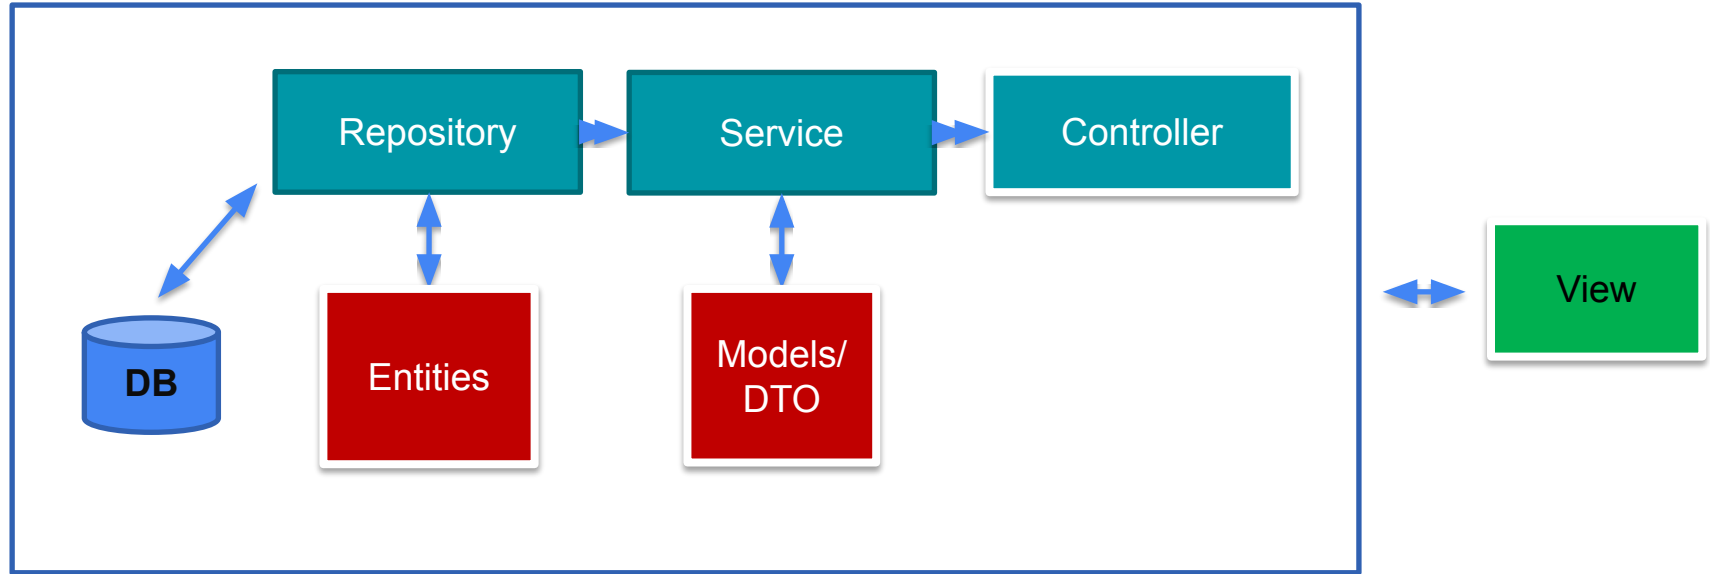 Repository
Service
Controller
View
DB
Entities
Models/
DTO